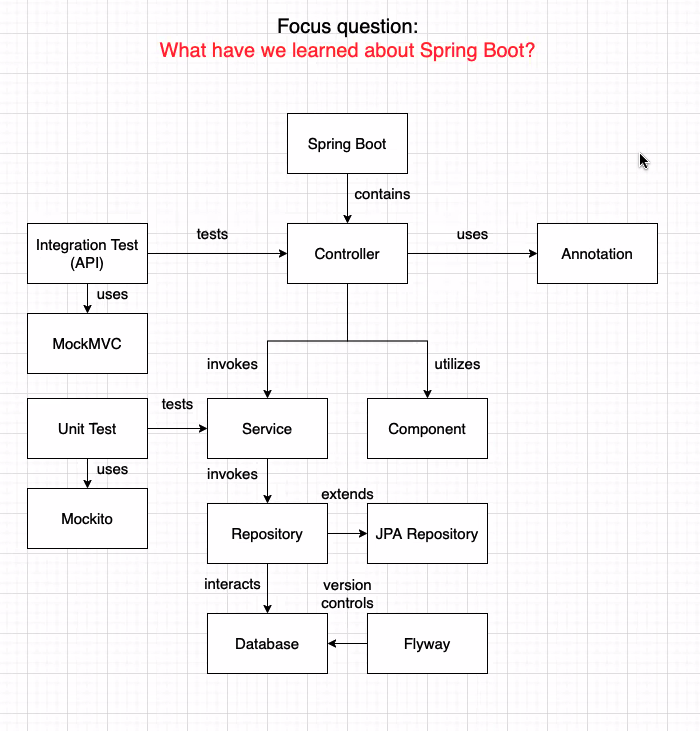 Focus question:
What have we learned about Spring Boot?
Spring Boot
contains
Integration Test
(API)
tests
Controller
uses
Annotation
uses
MockMVC
invokes
utilizes
Unit Test
tests
Service
Component
uses
invokes
Mockito
extends
Repository
JPA Repository
interacts
version
controls
Database
Flyway